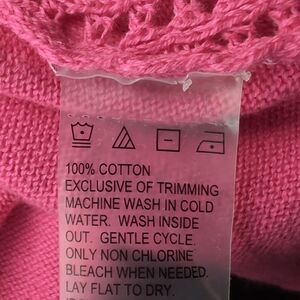 100% COTTON
EXCLUSIVE OF TRIMMING
MACHINE WASH IN COLD
WATER. WASH INSIDE
OUT. GENTLE CYCLE.
ONLY NON CHLORINE
BLEACH WHEN NEEDED.
LAY FLAT TO DRY.